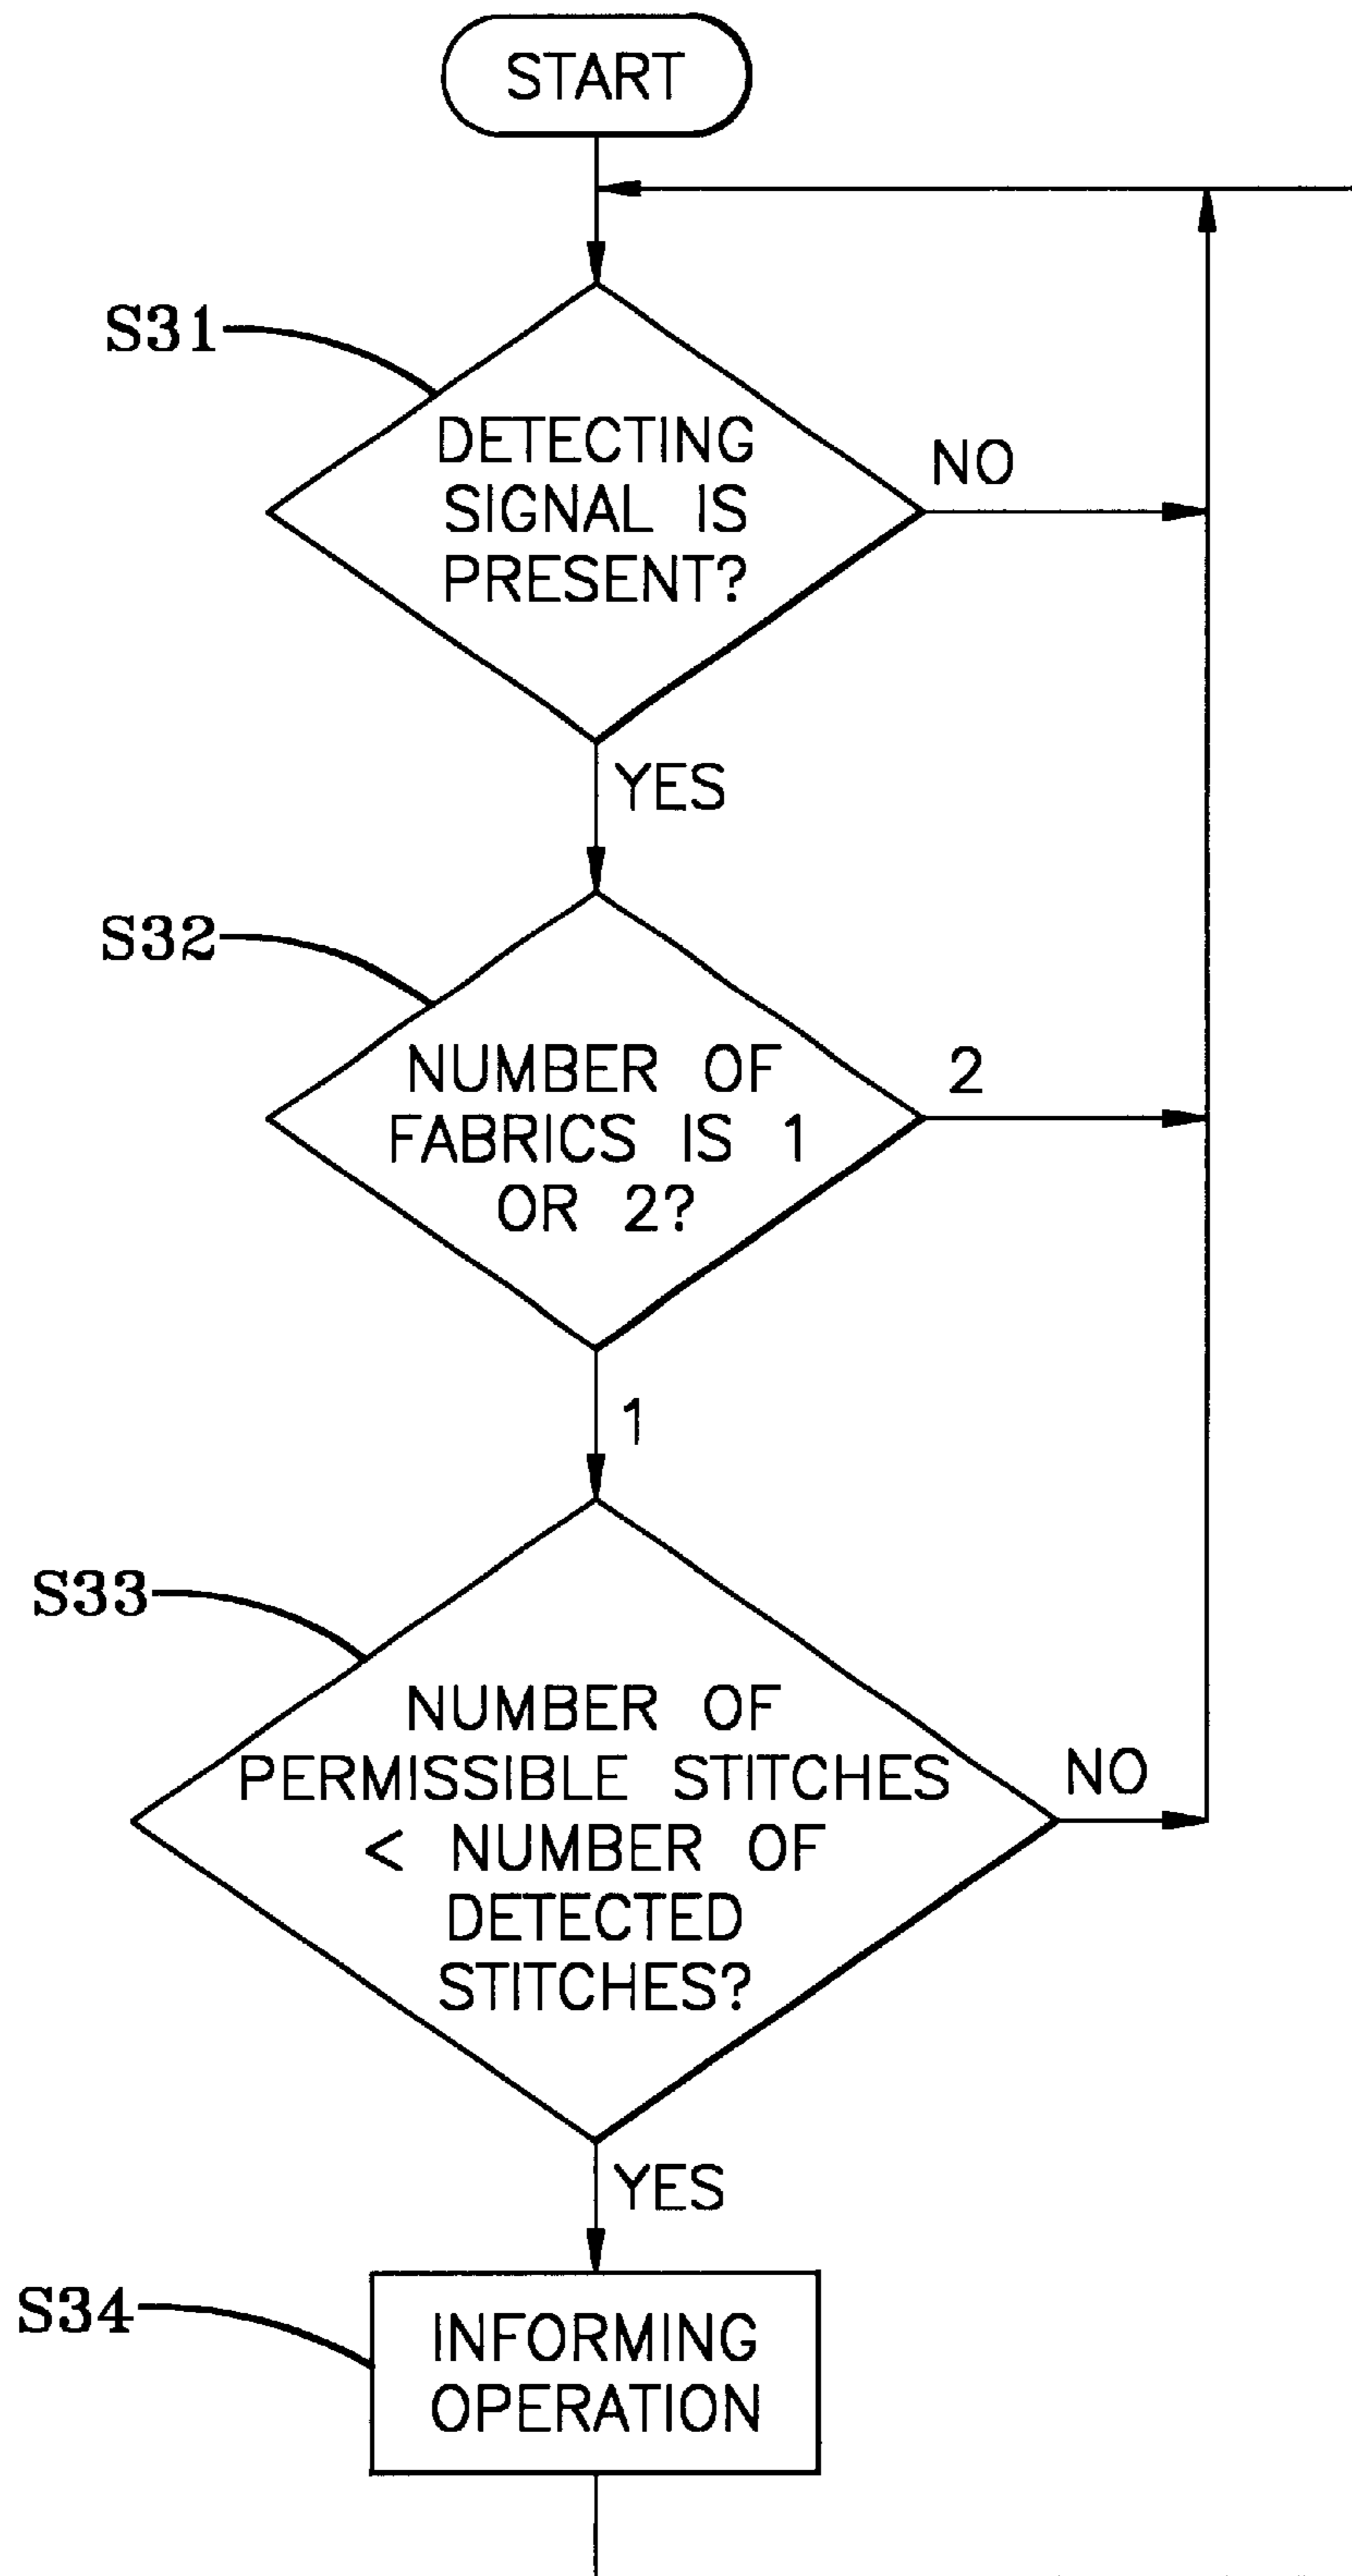 START
S31
DETECTING
SIGNAL IS
PRESENT?
NO
YES
S32
NUMBER OF
FABRICS IS 1
OR 2?
2
1
S33
NUMBER OF
PERMISSIBLE STITCHES
< NUMBER OF
DETECTED
STITCHES?
NO
YES
S34
INFORMING
OPERATION